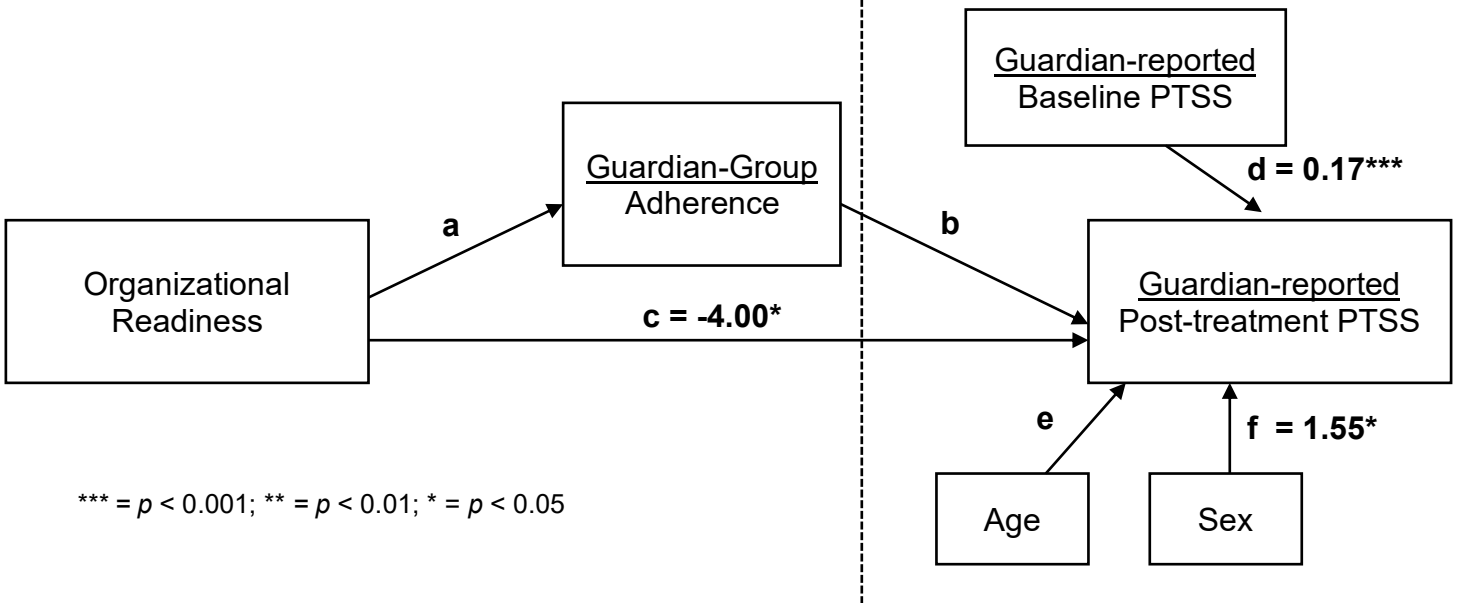 Guardian-reported
Baseline PTSS
d = 0.17***
Guardian-Group
Adherence
a
b
Organizational
Readiness
c = -4.00*
Guardian-reported
Post-treatment PTSS
e
f = 1.55*
*** = p < 0.001; ** = p < 0.01; * = p < 0.05
Age
Sex